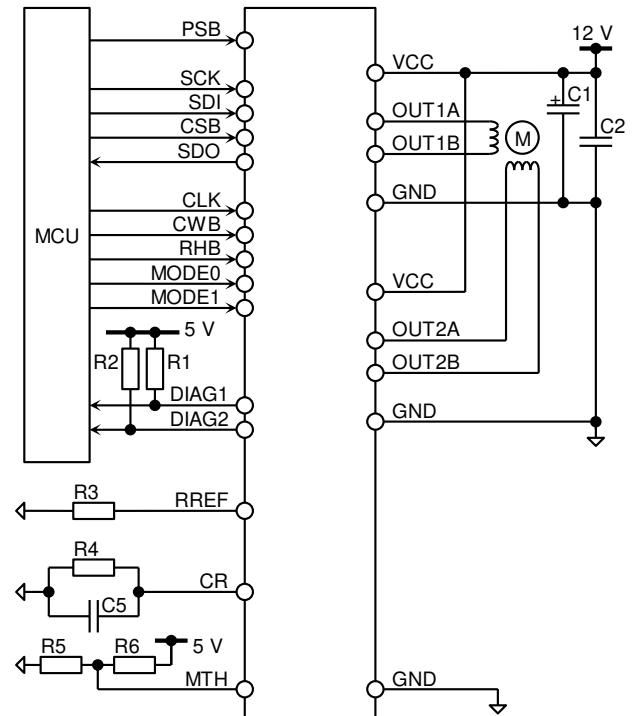 PSB
12 V
VCC
SCK
C1
+
OUT1A
SDI
C2
CSB
M
OUT1B
SDO
GND
CLK
MCU
CWB
RHB
MODE0
VCC
MODE1
5 V
OUT2A
R2
R1
OUT2B
DIAG1
GND
DIAG2
R3
RREF
R4
CR
C5
5 V
R5
R6
MTH
GND